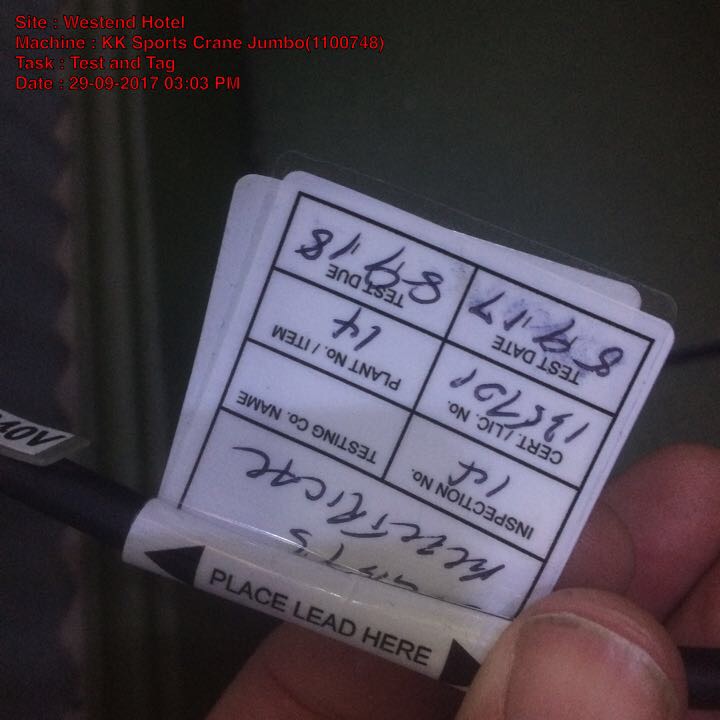 Site : Westend Hotel
Machine : KK Sports Crane Jumbo(1100748)
Task : Test and Tag
Date : 29-09-2017 03:03 PM
40V
PLACE LEAD HERE
ELECTRICAL
INSPECTION No.
14
TESTING Co. NAME
CERT./LIC. No.
PLANT No. / ITEM
14
TEST DATE
8 9 17
TEST DUE
8 9 18